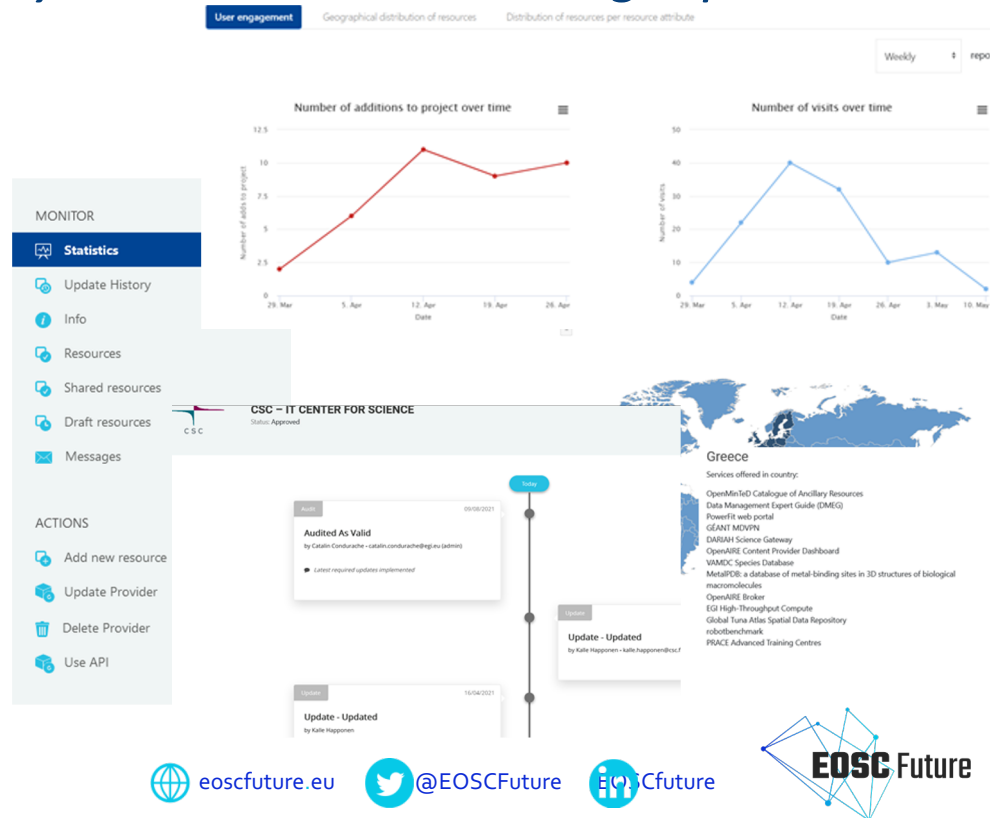 User engagement
Geographical distribution of resources
Distribution of resources per resource attribute
Weekly
repo
Number of additions to project over time
12.5
10
7.5
5
2.5
0
Number of adds to project
29. Mar
5. Apr
12. Apr
19. Apr
26. Apr
Date
Number of visits over time
50
40
30
20
10
0
Number of visits
29. Mar
5. Apr
12. Apr
19. Apr
26. Apr
3. May
10. May
Date
MONITOR
Statistics
Update History
Info
Resources
Shared resources
Draft resources
Messages
ACTIONS
Add new resource
Update Provider
Delete Provider
Use API
CSC
CSC – IT CENTER FOR SCIENCE
Status: Approved
Today
Audit
09/08/2021
Audited As Valid
by Catalin Condurache - catalin.condurache@egi.eu (admin)
Latest required updates implemented
Update
Update - Updated
by Kalle Happonen - kalle.happonen@csc.f
Update
16/04/2021
Update - Updated
by Kalle Happonen
Greece
Services offered in country:
OpenMinTeD Catalogue of Ancillary Resources
Data Management Expert Guide (DMEG)
PowerFit web portal
GÉANT MDVPN
DARIAH Science Gateway
OpenAIRE Content Provider Dashboard
VAMDC Species Database
MetalPDB: a database of metal-binding sites in 3D structures of biological
macromolecules
OpenAIRE Broker
EGI High-Throughput Compute
Global Tuna Atlas Spatial Data Repository
robotbenchmark
PRACE Advanced Training Centres
eoscfuture.eu
@EOSCFuture
EOSCfuture
in
EOSC Future